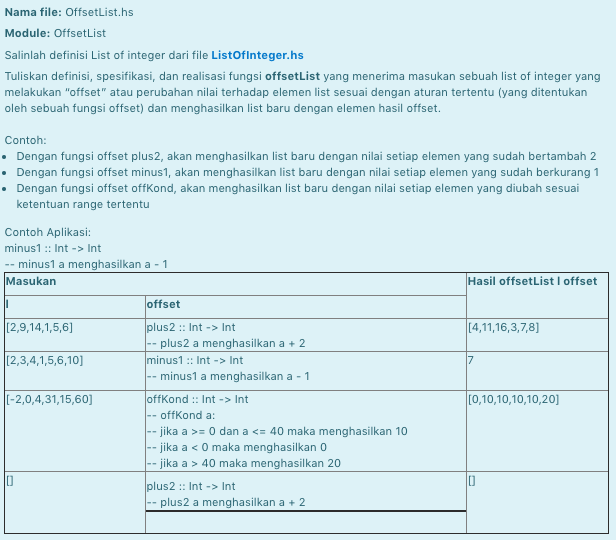 Nama file: OffsetList.hs
Module: OffsetList
Salinlah definisi List of integer dari file ListOfInteger.hs
Tuliskan definisi, spesifikasi, dan realisasi fungsi offsetList yang menerima masukan sebuah list of integer yang
melakukan “offset” atau perubahan nilai terhadap elemen list sesuai dengan aturan tertentu (yang ditentukan
oleh sebuah fungsi offset) dan menghasilkan list baru dengan elemen hasil offset.
Contoh:
• Dengan fungsi offset plus2, akan menghasilkan list baru dengan nilai setiap elemen yang sudah bertambah 2
• Dengan fungsi offset minus1, akan menghasilkan list baru dengan nilai setiap elemen yang sudah berkurang 1
• Dengan fungsi offset offKond, akan menghasilkan list baru dengan nilai setiap elemen yang diubah sesuai
ketentuan range tertentu
Contoh Aplikasi:
minus1 :: Int -> Int
-- minus1 a menghasilkan a - 1
Masukan Hasil offsetList l offset
l offset
[2,9,14,1,5,6] plus2 :: Int -> Int [4,11,16,3,7,8]
-- plus2 a menghasilkan a + 2
[2,3,4,1,5,6,10] minus1 :: Int -> Int 7
-- minus1 a menghasilkan a - 1
[-2,0,4,31,15,60] offKond :: Int -> Int [0,10,10,10,10,20]
-- offKond a:
-- jika a >= 0 dan a <= 40 maka menghasilkan 10
-- jika a < 0 maka menghasilkan 0
-- jika a > 40 maka menghasilkan 20
[] plus2 :: Int -> Int []
-- plus2 a menghasilkan a + 2